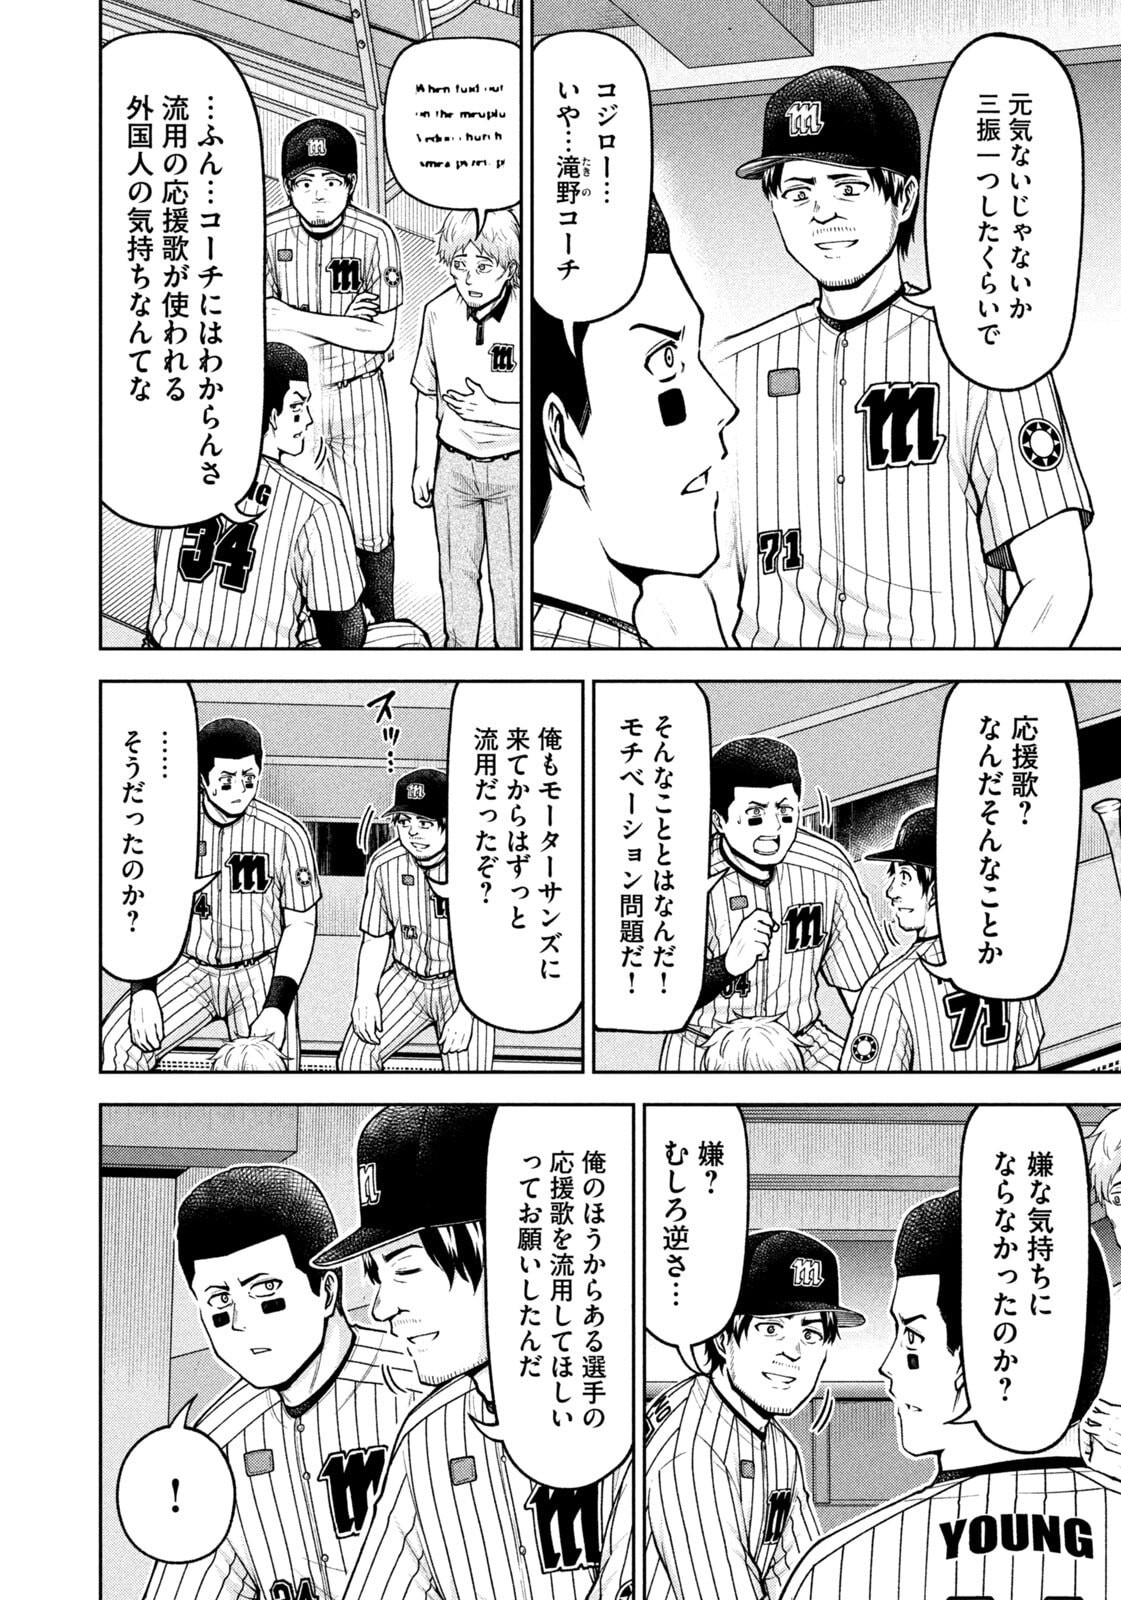 元気ないじゃないか
三振一つしたくらいで
m
m
71
コジロー…
いや…滝野コーチ
たきの
m
m
m
…ふん…コーチにはわからんさ
流用の応援歌が使われる
外国人の気持ちなんてな
34
応援歌?
なんだそんなことか
そんなこととはなんだ!
モチベーション問題だ!
m
71
俺もモーターサンズに
来てからはずっと
流用だったぞ?
スッ…
……
そうだったのか?
m
m
71
嫌な気持ちに
ならなかったのか?
嫌?
むしろ逆さ…
m
m
YOUNG
俺のほうからある選手の
応援歌を流用してほしい
ってお願いしたんだ
m
m
34
!